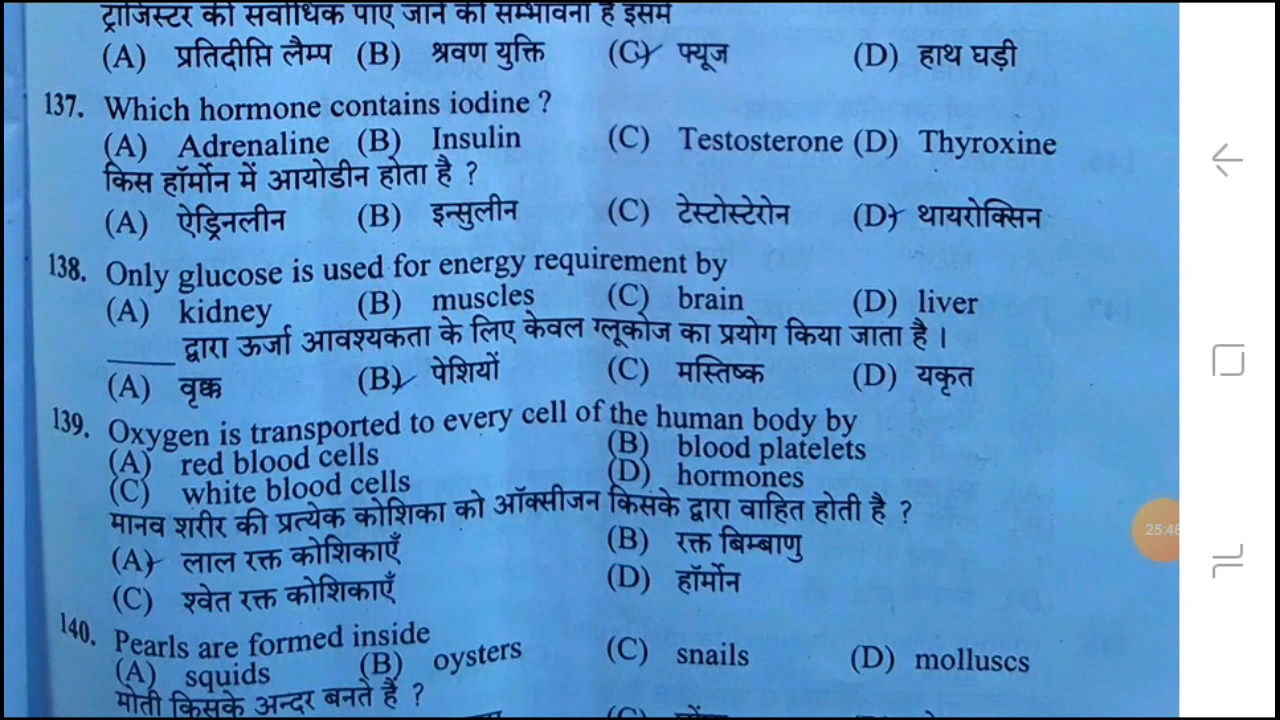 ट्रांजिस्टर की सर्वाधिक पाए जाने की सम्भावना है इसमें
(A) प्रतिदीप्ति लैम्प (B) श्रवण युक्ति (C) फ्यूज (D) हाथ घड़ी
137. Which hormone contains iodine ?
(A) Adrenaline (B) Insulin (C) Testosterone (D) Thyroxine
किस हॉर्मोन में आयोडीन होता है ?
(A) ऐड्रिनलीन (B) इन्सुलीन (C) टेस्टोस्टेरोन (D) थायरोक्सिन
138. Only glucose is used for energy requirement by
(A) kidney (B) muscles (C) brain (D) liver
____ द्वारा ऊर्जा आवश्यकता के लिए केवल ग्लूकोज का प्रयोग किया जाता है ।
(A) वृक्क (B) पेशियों (C) मस्तिष्क (D) यकृत
139. Oxygen is transported to every cell of the human body by
(A) red blood cells (B) blood platelets
(C) white blood cells (D) hormones
मानव शरीर की प्रत्येक कोशिका को ऑक्सीजन किसके द्वारा वाहित होती है ?
(A) लाल रक्त कोशिकाएँ (B) रक्त बिम्बाणु
(C) श्वेत रक्त कोशिकाएँ (D) हॉर्मोन
140. Pearls are formed inside
(A) squids (B) oysters (C) snails (D) molluscs
मोती किसके अन्दर बनते हैं ?
25:48